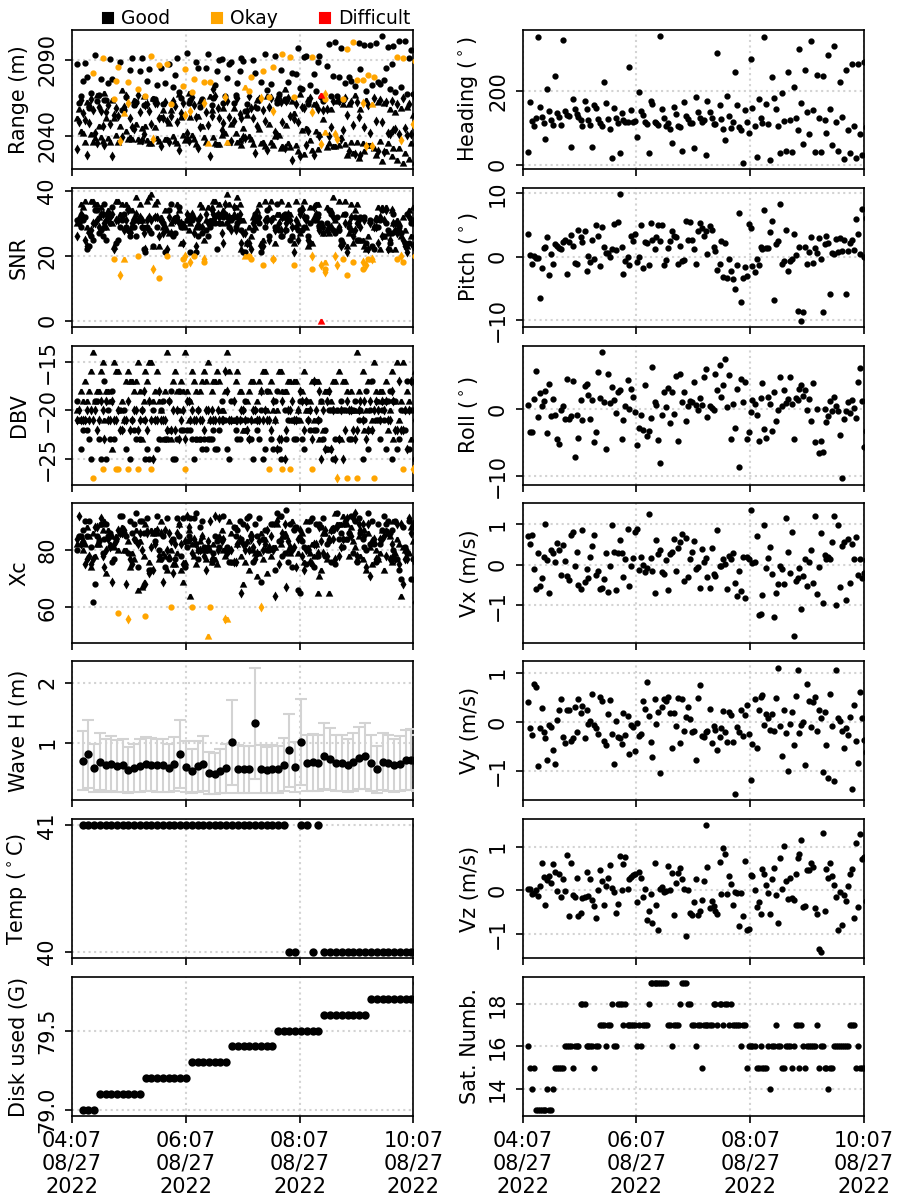 Good Okay Difficult
Range (m)
2090
2040
Heading (°)
200
0
SNR
40
20
0
Pitch (°)
10
0
−10
DBV
−15
−20
−25
Roll (°)
0
−10
Xc
80
60
Vx (m/s)
1
0
−1
Wave H (m)
2
1
Vy (m/s)
1
0
−1
Temp (°C)
41
40
Vz (m/s)
1
0
−1
Disk used (G)
79.5
79.0
Sat. Numb.
18
16
14
04:07 06:07 08:07 10:07 04:07 06:07 08:07 10:07
08/27 08/27 08/27 08/27 08/27 08/27 08/27 08/27
2022 2022 2022 2022 2022 2022 2022 2022